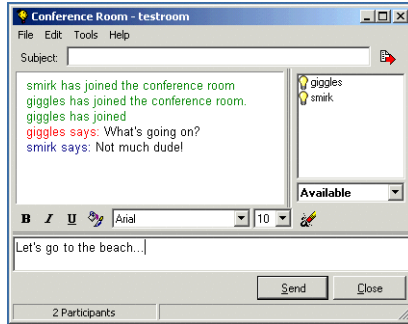 Conference Room - testroom
File Edit Tools Help
Subject:
smirk has joined the conference room
giggles has joined the conference room.
giggles has joined
giggles says: What's going on?
smirk says: Not much dude!
giggles
smirk
Available
B I U Arial 10
Let's go to the beach...
Send Close
2 Participants